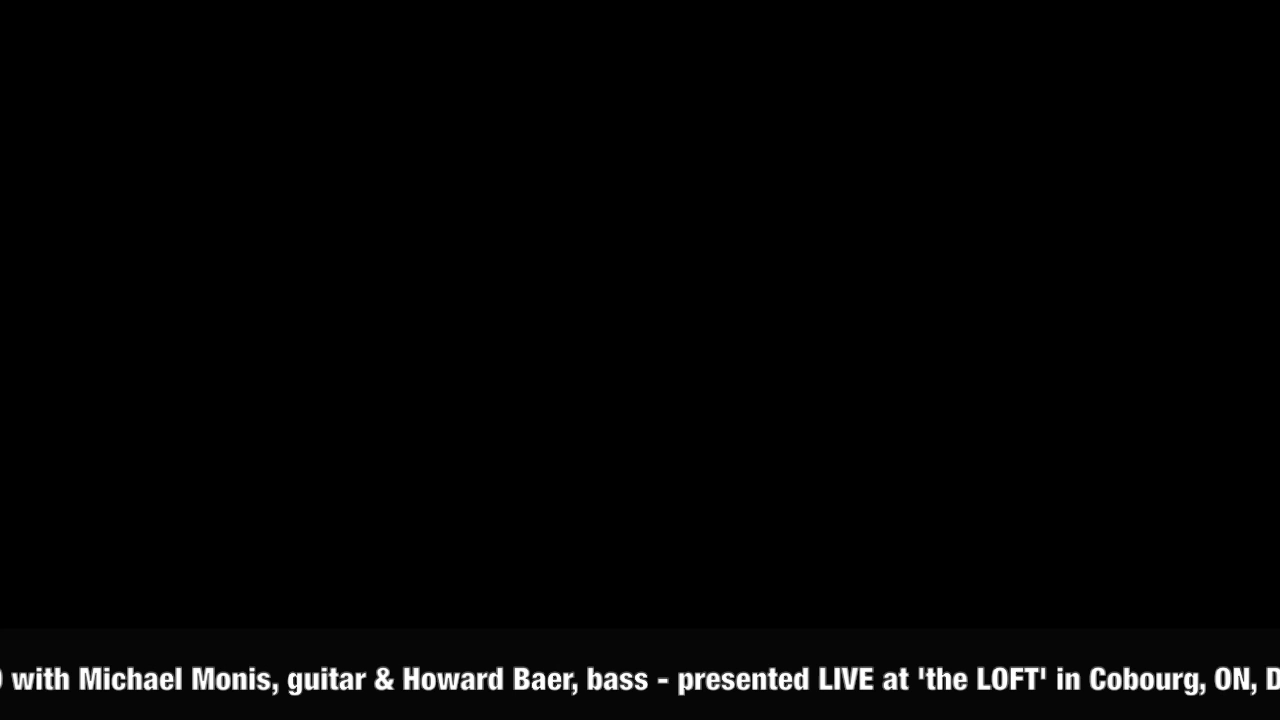 with Michael Monis, guitar & Howard Baer, bass - presented LIVE at 'the LOFT' in Cobourg, ON,